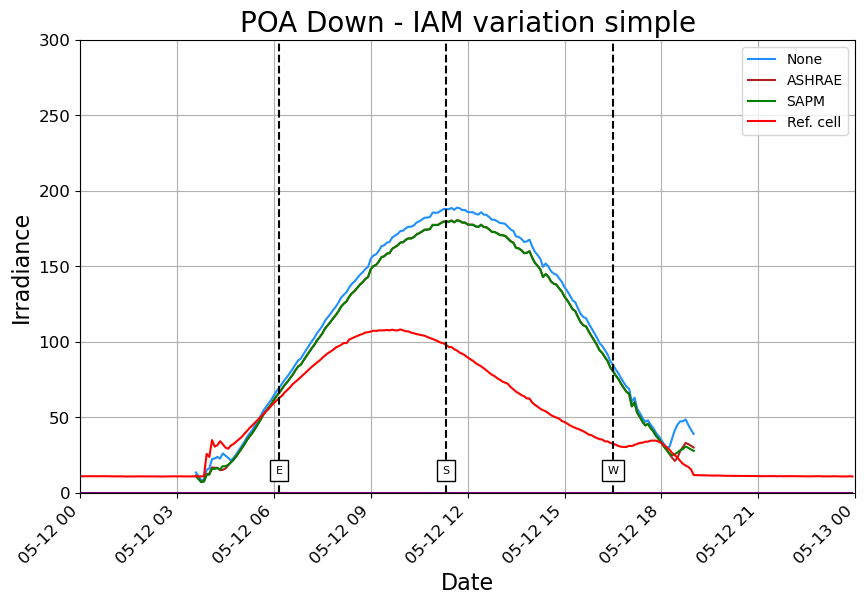 POA Down - IAM variation simple
300
250
200
150
100
50
0
Irradiance
None
ASHRAE
SAPM
Ref. cell
E
S
W
05-12 00
05-12 03
05-12 06
05-12 09
05-12 12
05-12 15
05-12 18
05-12 21
05-13 00
Date